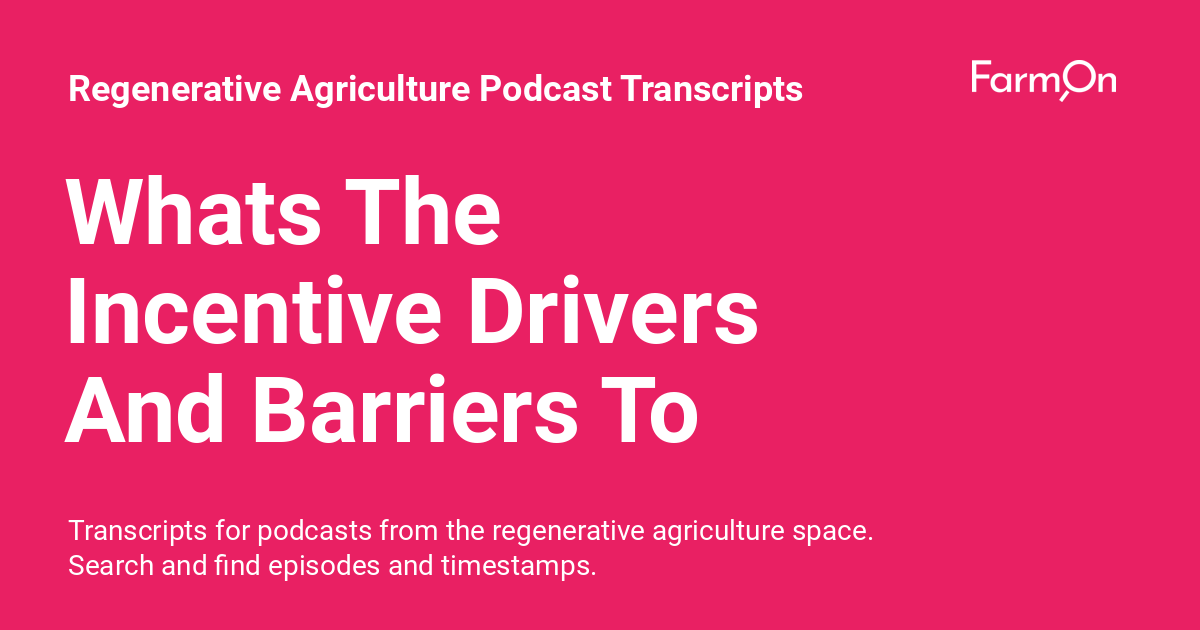 Regenerative Agriculture Podcast Transcripts
FarmOn
Whats The
Incentive Drivers
And Barriers To
Transcripts for podcasts from the regenerative agriculture space.
Search and find episodes and timestamps.